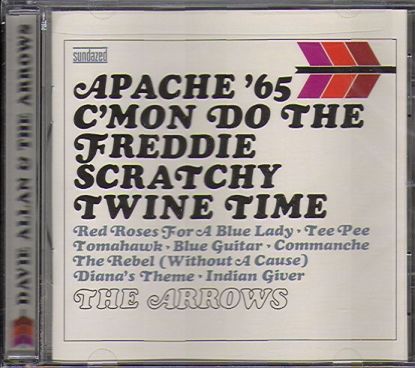 sundazed
APACHE '65
C'MON DO THE
FREDDIE
SCRATCHY
TWINE TIME
Red Roses For A Blue Lady · Tee Pee
Tomahawk · Blue Guitar · Commanche
The Rebel (Without A Cause)
Diana's Theme · Indian Giver
THE ARROWS
DAVIE ALLAN & THE ARROWS